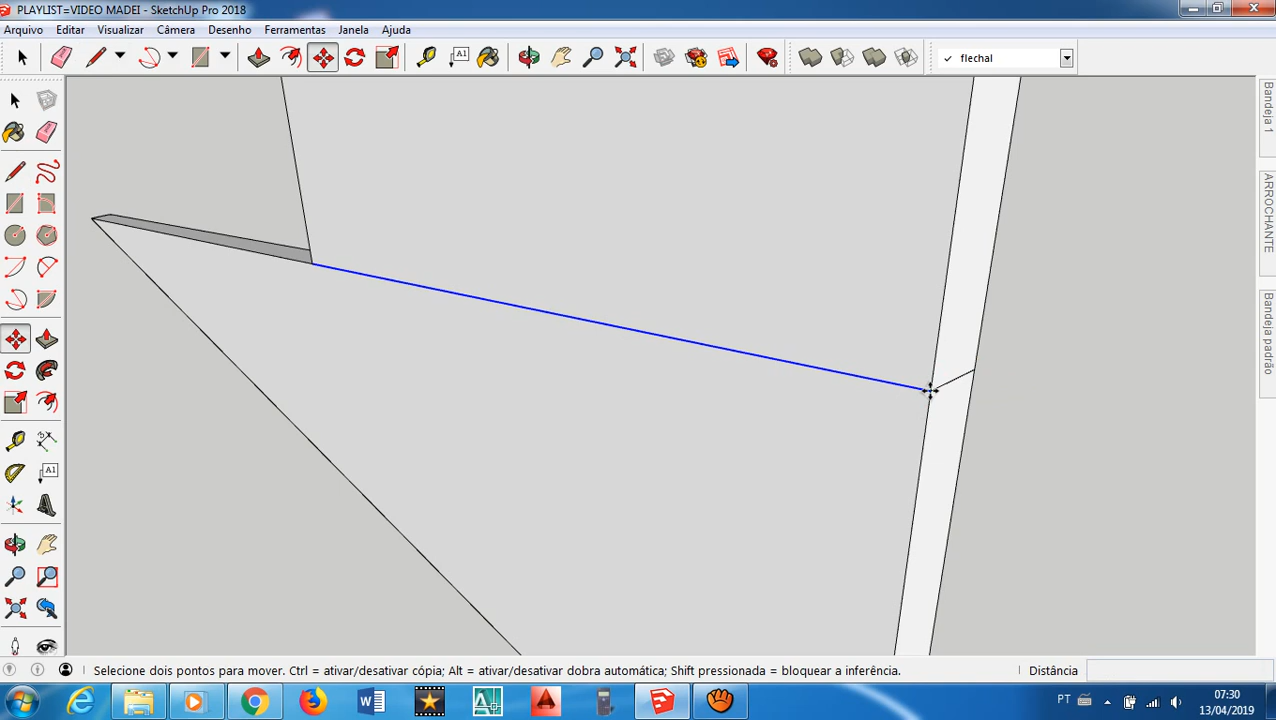 PLAYLIST=VIDEO MADEI - SketchUp Pro 2018
Arquivo Editar Visualizar Câmera Desenho Ferramentas Janela Ajuda
A1
✓ flechal
Bandeja 1
ARROCHANTE
Bandeja padrão
A1
Selecione dois pontos para mover. Ctrl = ativar/desativar cópia; Alt = ativar/desativar dobra automática; Shift pressionada = bloquear a inferência.
Distância
PT
07:30
13/04/2019